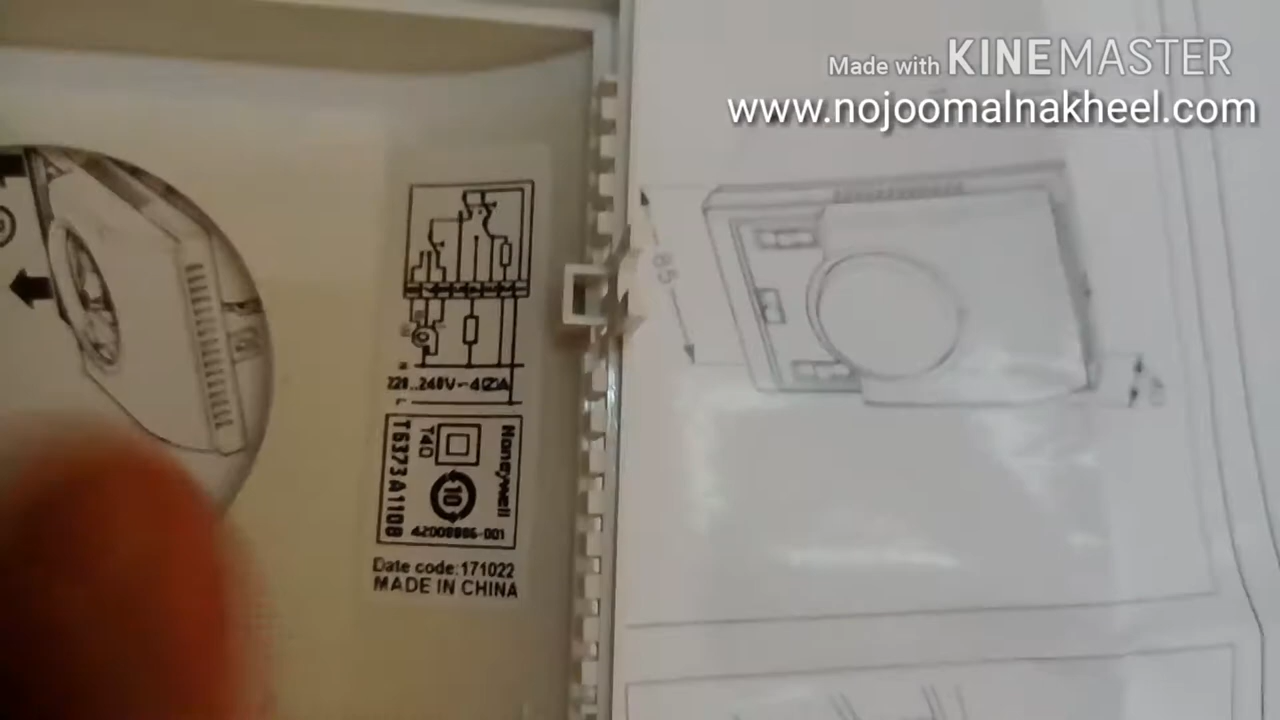 Made with KINEMASTER
www.nojoomalnakheel.com
85
N
220..240V~4(2)A
L
Honeywell
T40
10
T6373A1108
42008886-001
Date code:171022
MADE IN CHINA